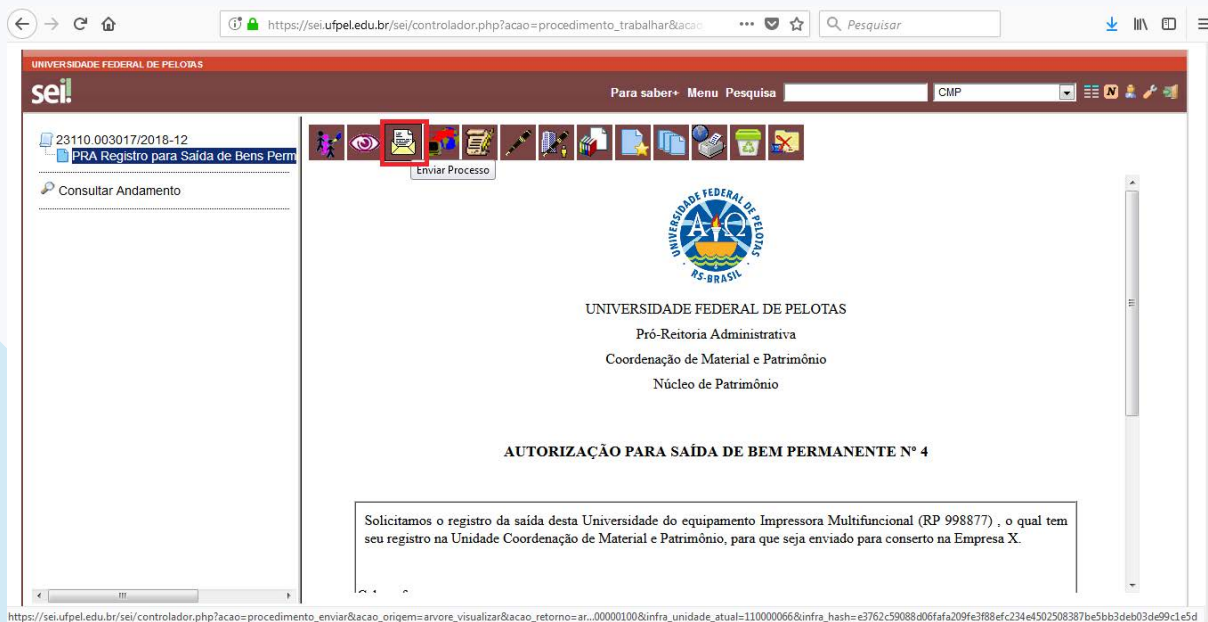 https://sei.ufpel.edu.br/sei/controlador.php?acao=procedimento_trabalhar&acao
Pesquisar
UNIVERSIDADE FEDERAL DE PELOTAS
sei!
Para saber+ Menu Pesquisa
CMP
N
23110.003017/2018-12
PRA Registro para Saída de Bens Perm
Consultar Andamento
Enviar Processo
UNIVERSIDADE FEDERAL DE PELOTAS
RS-BRASIL
UNIVERSIDADE FEDERAL DE PELOTAS
Pró-Reitoria Administrativa
Coordenação de Material e Patrimônio
Núcleo de Patrimônio
AUTORIZAÇÃO PARA SAÍDA DE BEM PERMANENTE Nº 4
Solicitamos o registro da saída desta Universidade do equipamento Impressora Multifuncional (RP 998877) , o qual tem
seu registro na Unidade Coordenação de Material e Patrimônio, para que seja enviado para conserto na Empresa X.
https://sei.ufpel.edu.br/sei/controlador.php?acao=procedimento_enviar&acao_origem=arvore_visualizar&acao_retorno=ar...00000100&infra_unidade_atual=110000066&infra_hash=e3762c59088d06fafa209fe3f88efc234e4502508387be5bb3deb03de99c1e5d